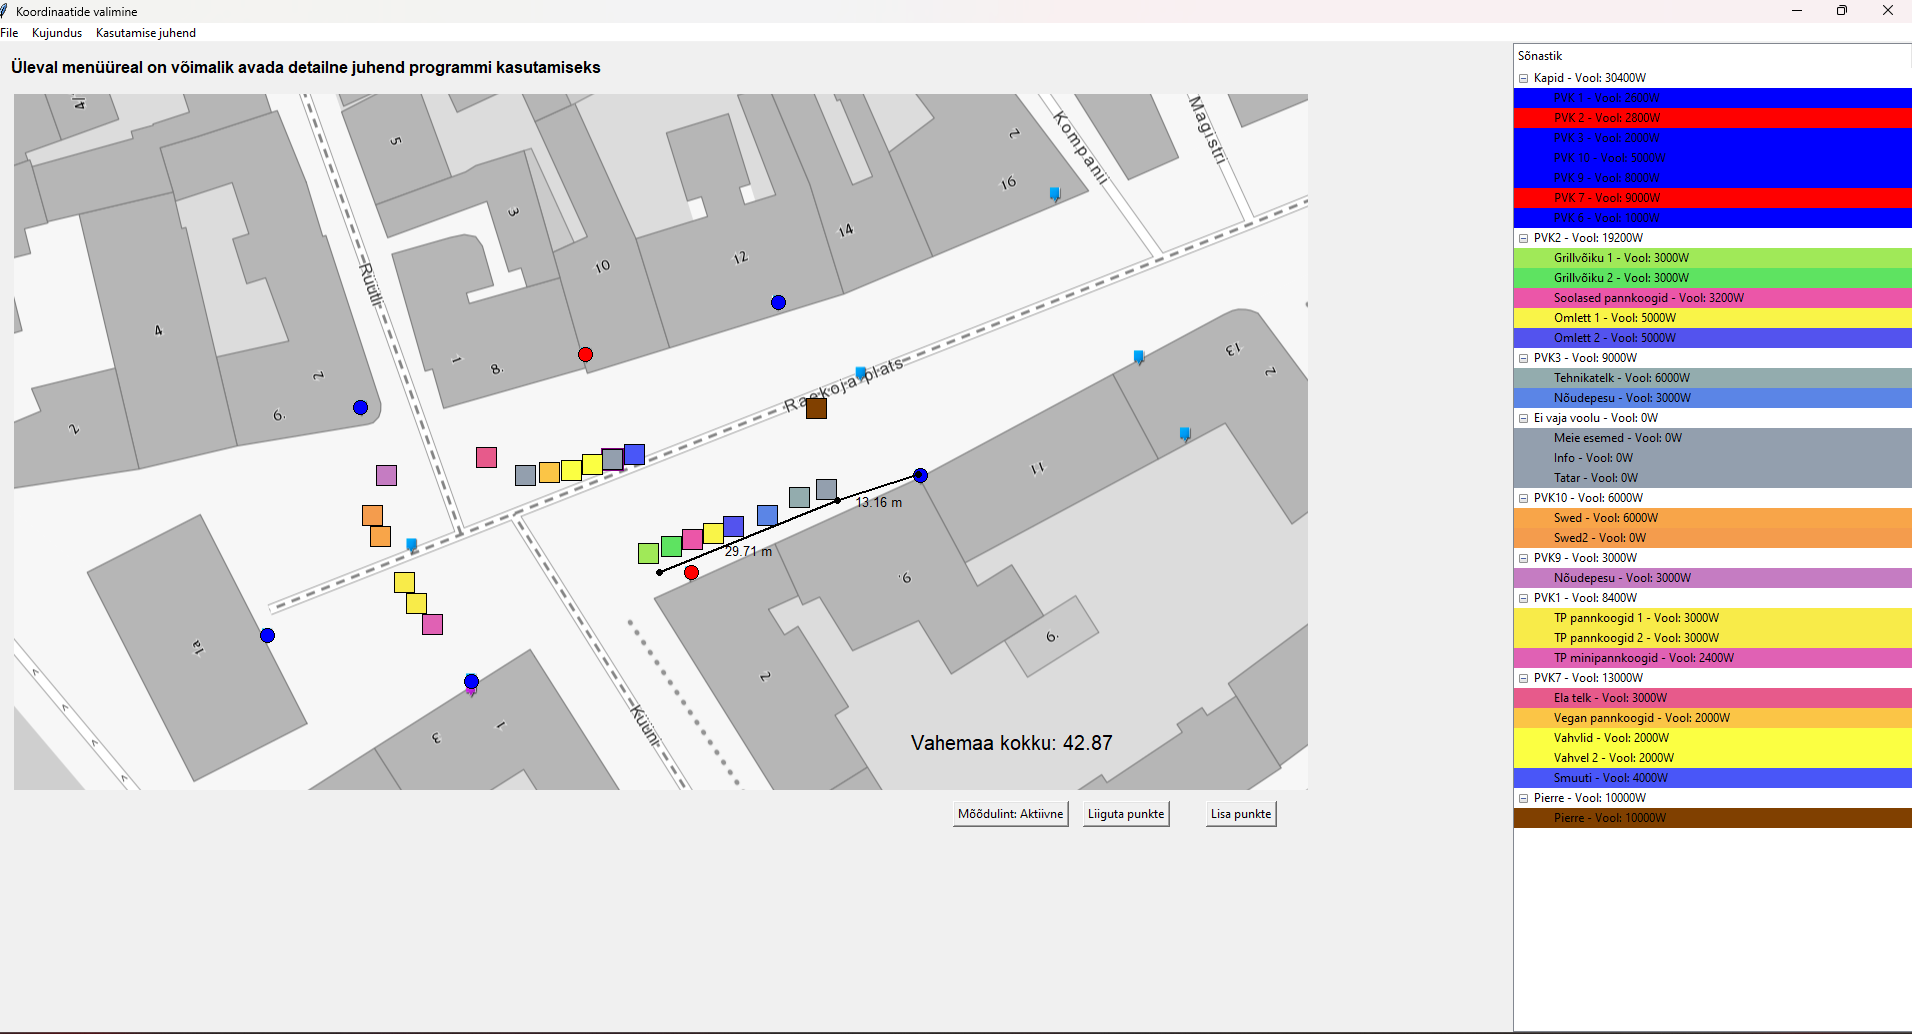 Koordinaatide valimine
File Kujundus Kasutamise juhend
Üleval menüüreal on võimalik avada detailne juhend programmi kasutamiseks
Sõnastik
Kapid - Vool: 30400W
PVK 1 - Vool: 2600W
PVK 2 - Vool: 2800W
PVK 3 - Vool: 2000W
PVK 10 - Vool: 5000W
PVK 9 - Vool: 8000W
PVK 7 - Vool: 9000W
PVK 6 - Vool: 1000W
PVK2 - Vool: 19200W
Grillvõiku 1 - Vool: 3000W
Grillvõiku 2 - Vool: 3000W
Soolased pannkoogid - Vool: 3200W
Omlett 1 - Vool: 5000W
Omlett 2 - Vool: 5000W
PVK3 - Vool: 9000W
Tehnikatelk - Vool: 6000W
Nõudepesu - Vool: 3000W
Ei vaja voolu - Vool: 0W
Meie esemed - Vool: 0W
Info - Vool: 0W
Tatar - Vool: 0W
PVK10 - Vool: 6000W
Swed - Vool: 6000W
Swed2 - Vool: 0W
PVK9 - Vool: 3000W
Nõudepesu - Vool: 3000W
PVK1 - Vool: 8400W
TP pannkoogid 1 - Vool: 3000W
TP pannkoogid 2 - Vool: 3000W
TP minipannkoogid - Vool: 2400W
PVK7 - Vool: 13000W
Ela telk - Vool: 3000W
Vegan pannkoogid - Vool: 2000W
Vahvlid - Vool: 2000W
Vahvel 2 - Vool: 2000W
Smuuti - Vool: 4000W
Pierre - Vool: 10000W
Pierre - Vool: 10000W
5
3
1
8.
10
12
14
16
2
Kompanii
Magistri
Rüütli
4
2
6.
2
Raekoja plats
13
2
11
9.
6.
2
1a
3
1
Küüni
13.16 m
29.71 m
Vahemaa kokku: 42.87
Mõõdulint: Aktiivne
Liiguta punkte
Lisa punkte